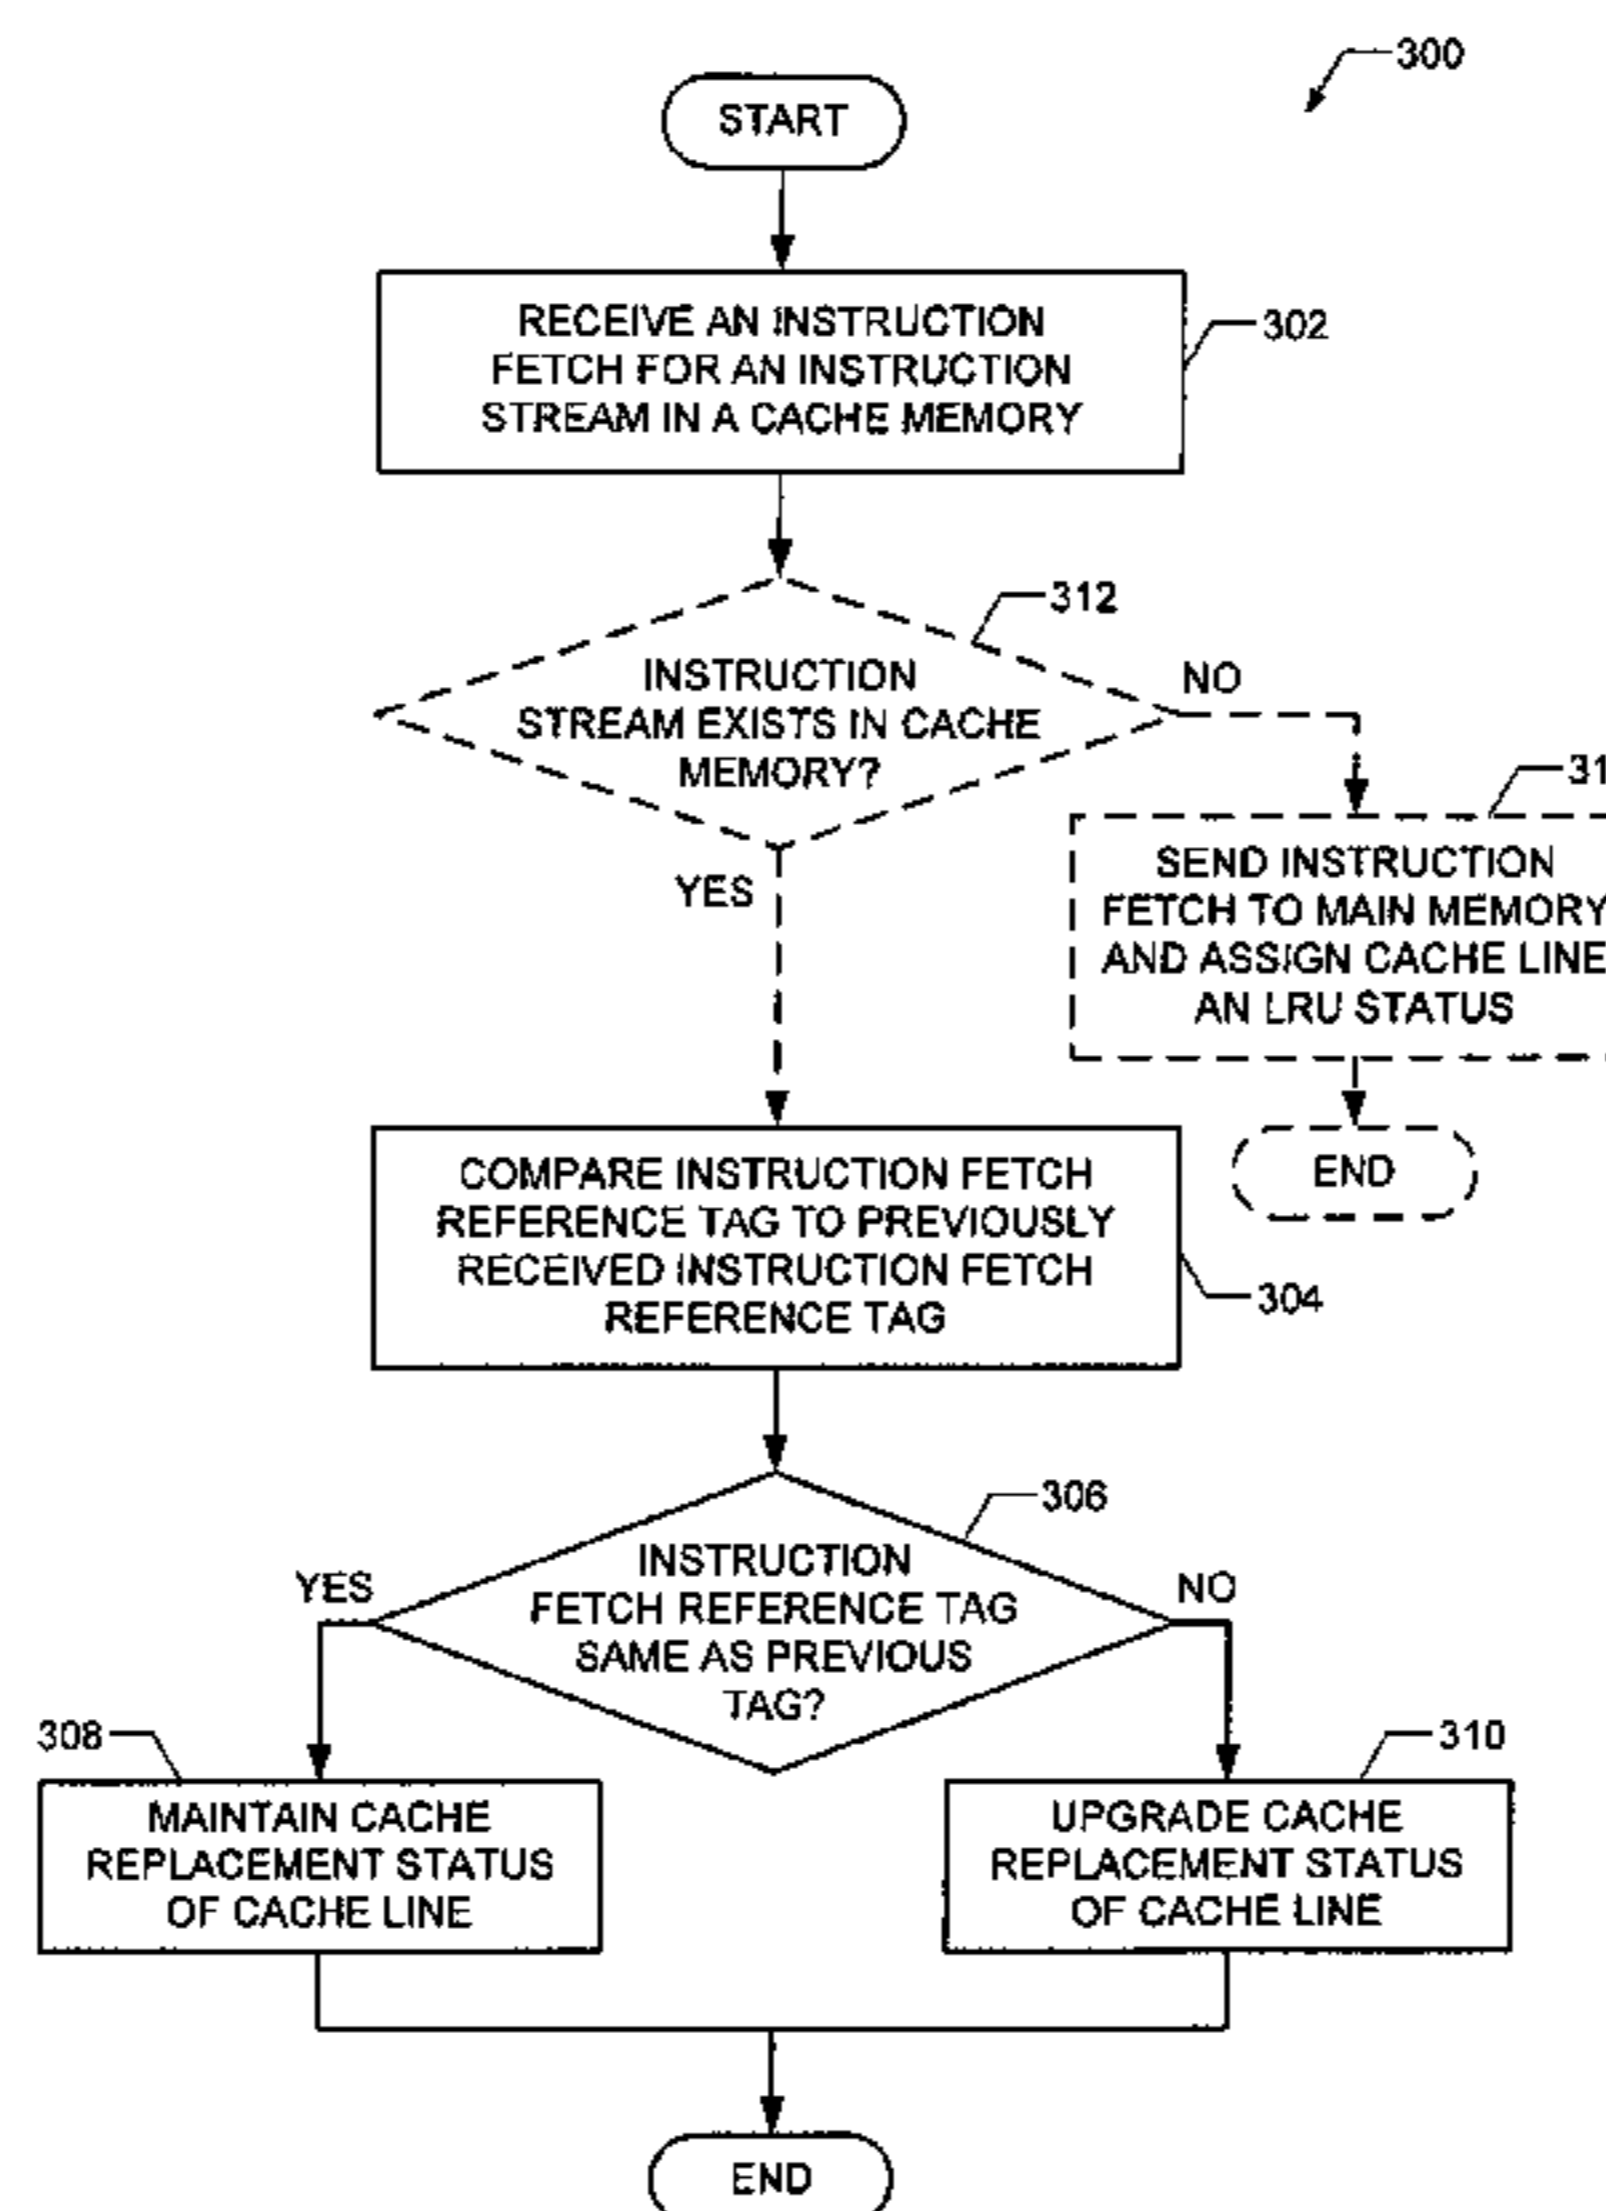 300
START
RECEIVE AN INSTRUCTION
FETCH FOR AN INSTRUCTION
STREAM IN A CACHE MEMORY
302
312
INSTRUCTION
STREAM EXISTS IN CACHE
MEMORY?
NO
YES
31
SEND INSTRUCTION
FETCH TO MAIN MEMORY
AND ASSIGN CACHE LINE
AN LRU STATUS
END
COMPARE INSTRUCTION FETCH
REFERENCE TAG TO PREVIOUSLY
RECEIVED INSTRUCTION FETCH
REFERENCE TAG
304
306
INSTRUCTION
FETCH REFERENCE TAG
SAME AS PREVIOUS
TAG?
YES
NO
308
MAINTAIN CACHE
REPLACEMENT STATUS
OF CACHE LINE
310
UPGRADE CACHE
REPLACEMENT STATUS
OF CACHE LINE
END